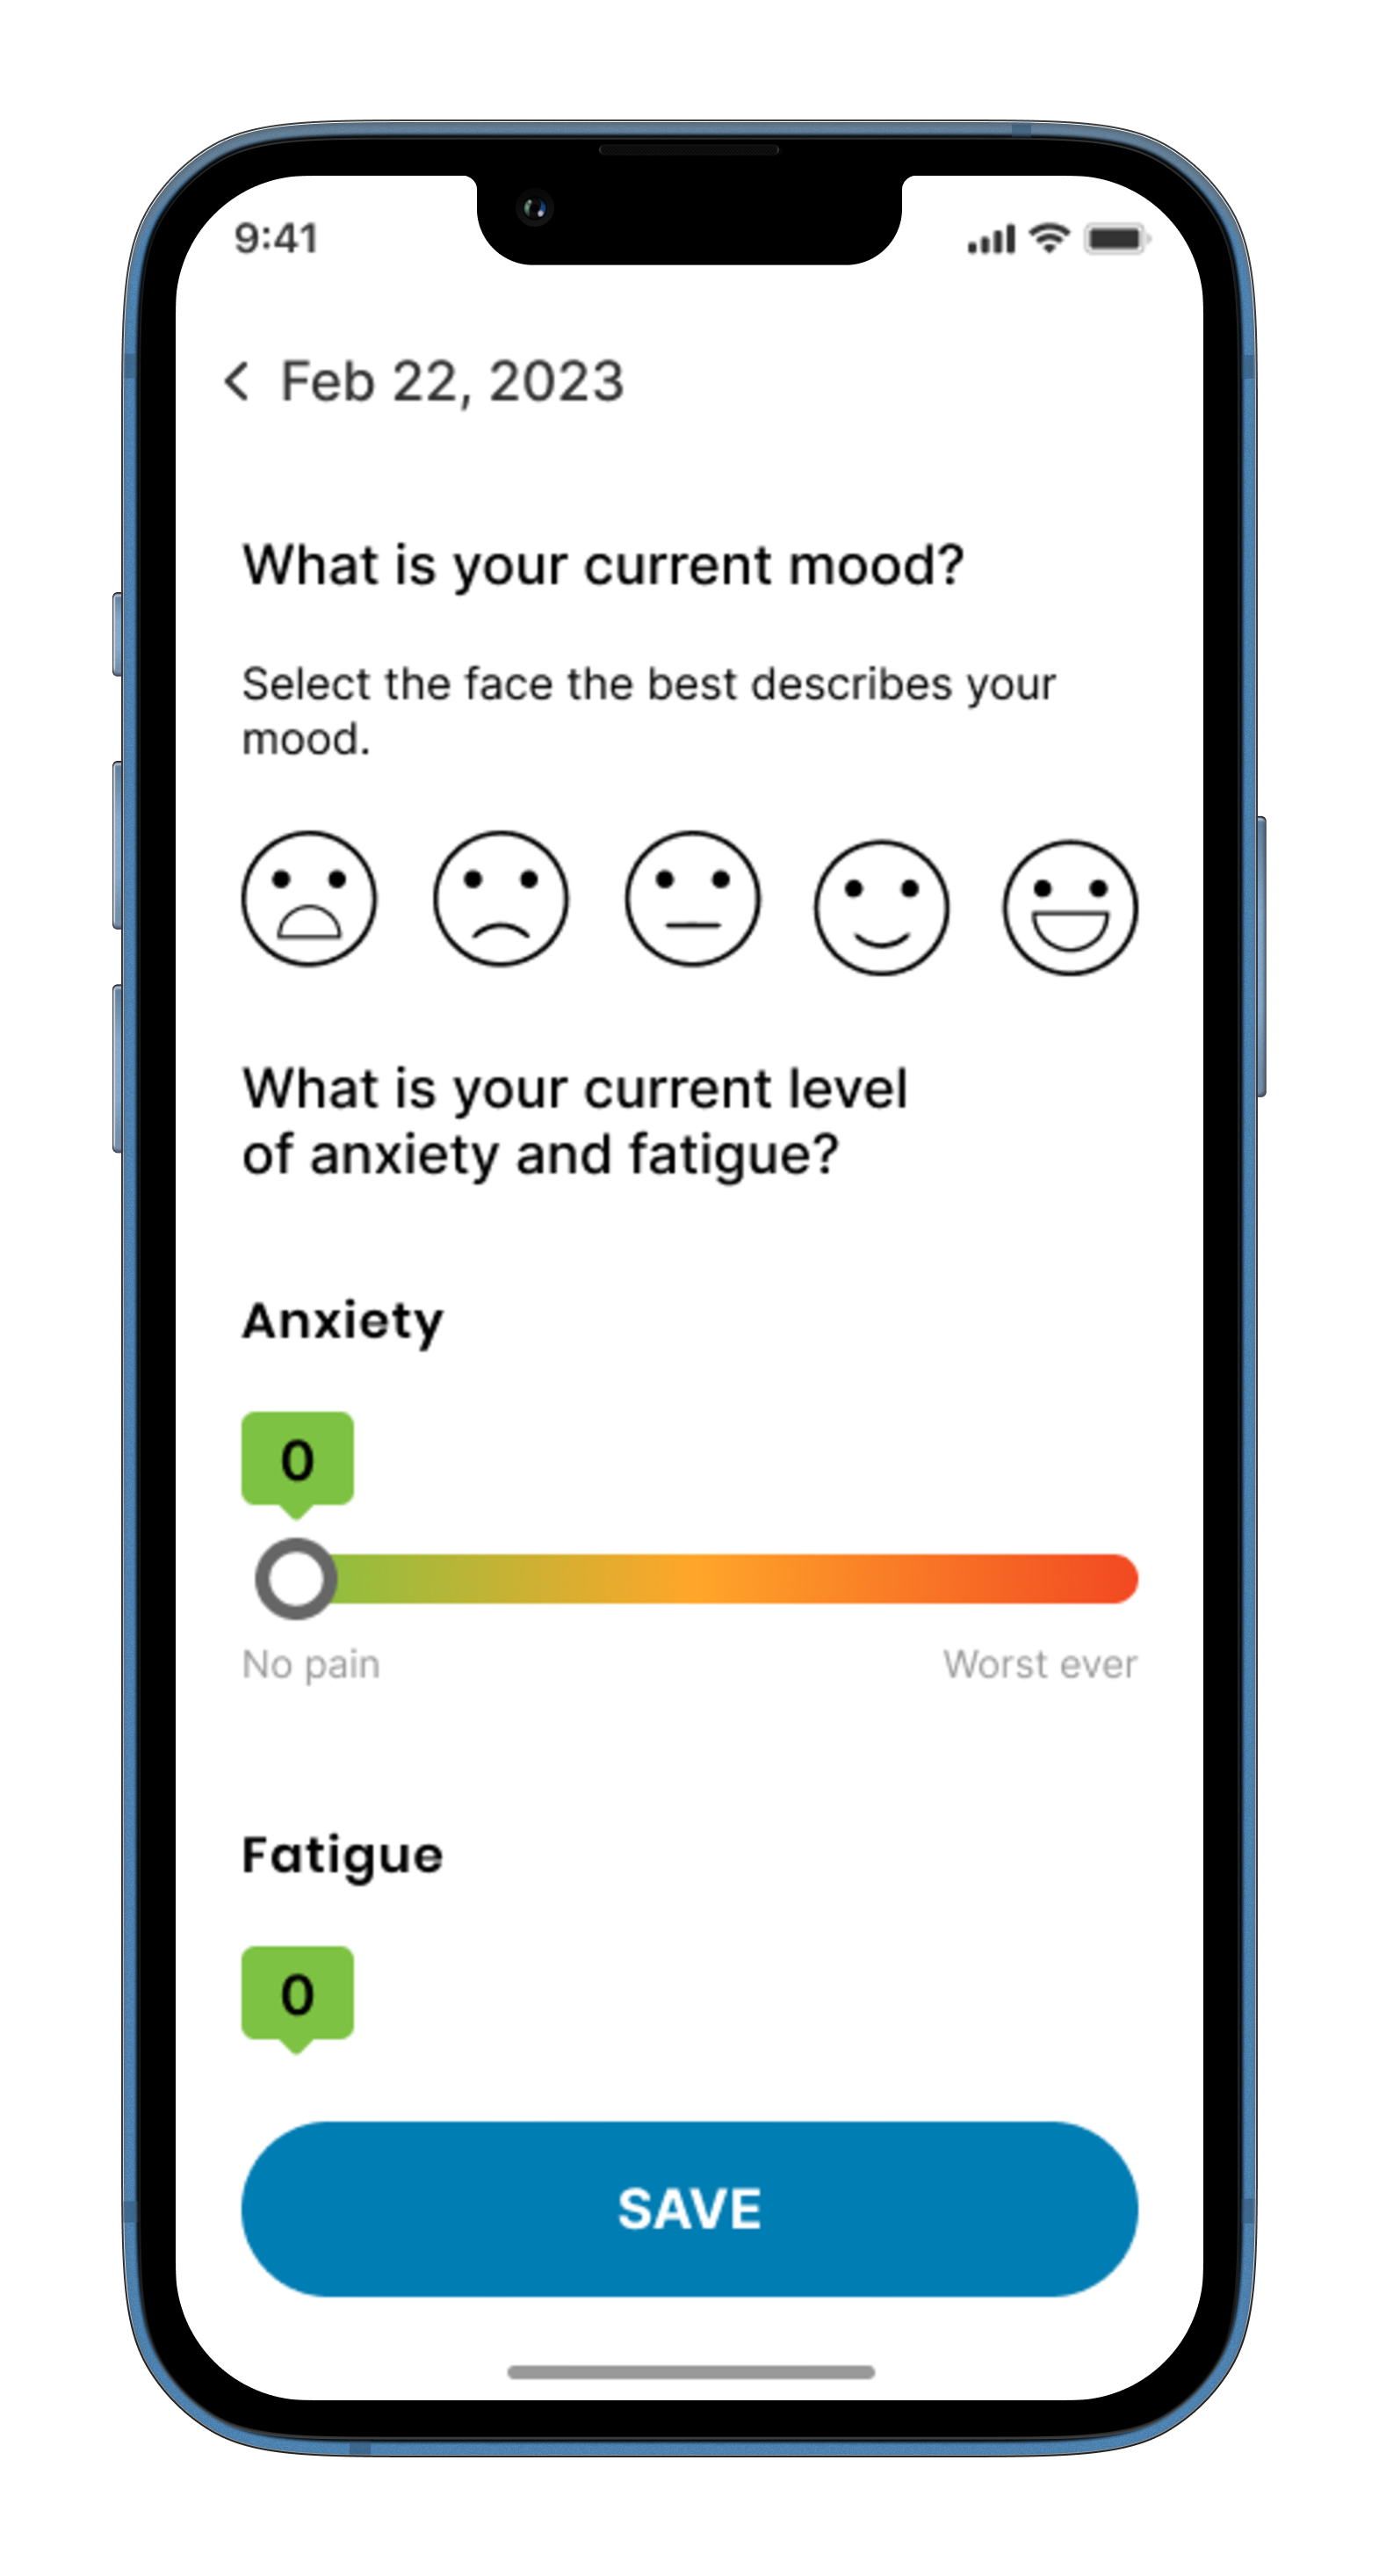 9:41
Feb 22, 2023
What is your current mood?
Select the face the best describes your
mood.
What is your current level
of anxiety and fatigue?
Anxiety
0
No pain
Worst ever
Fatigue
0
SAVE